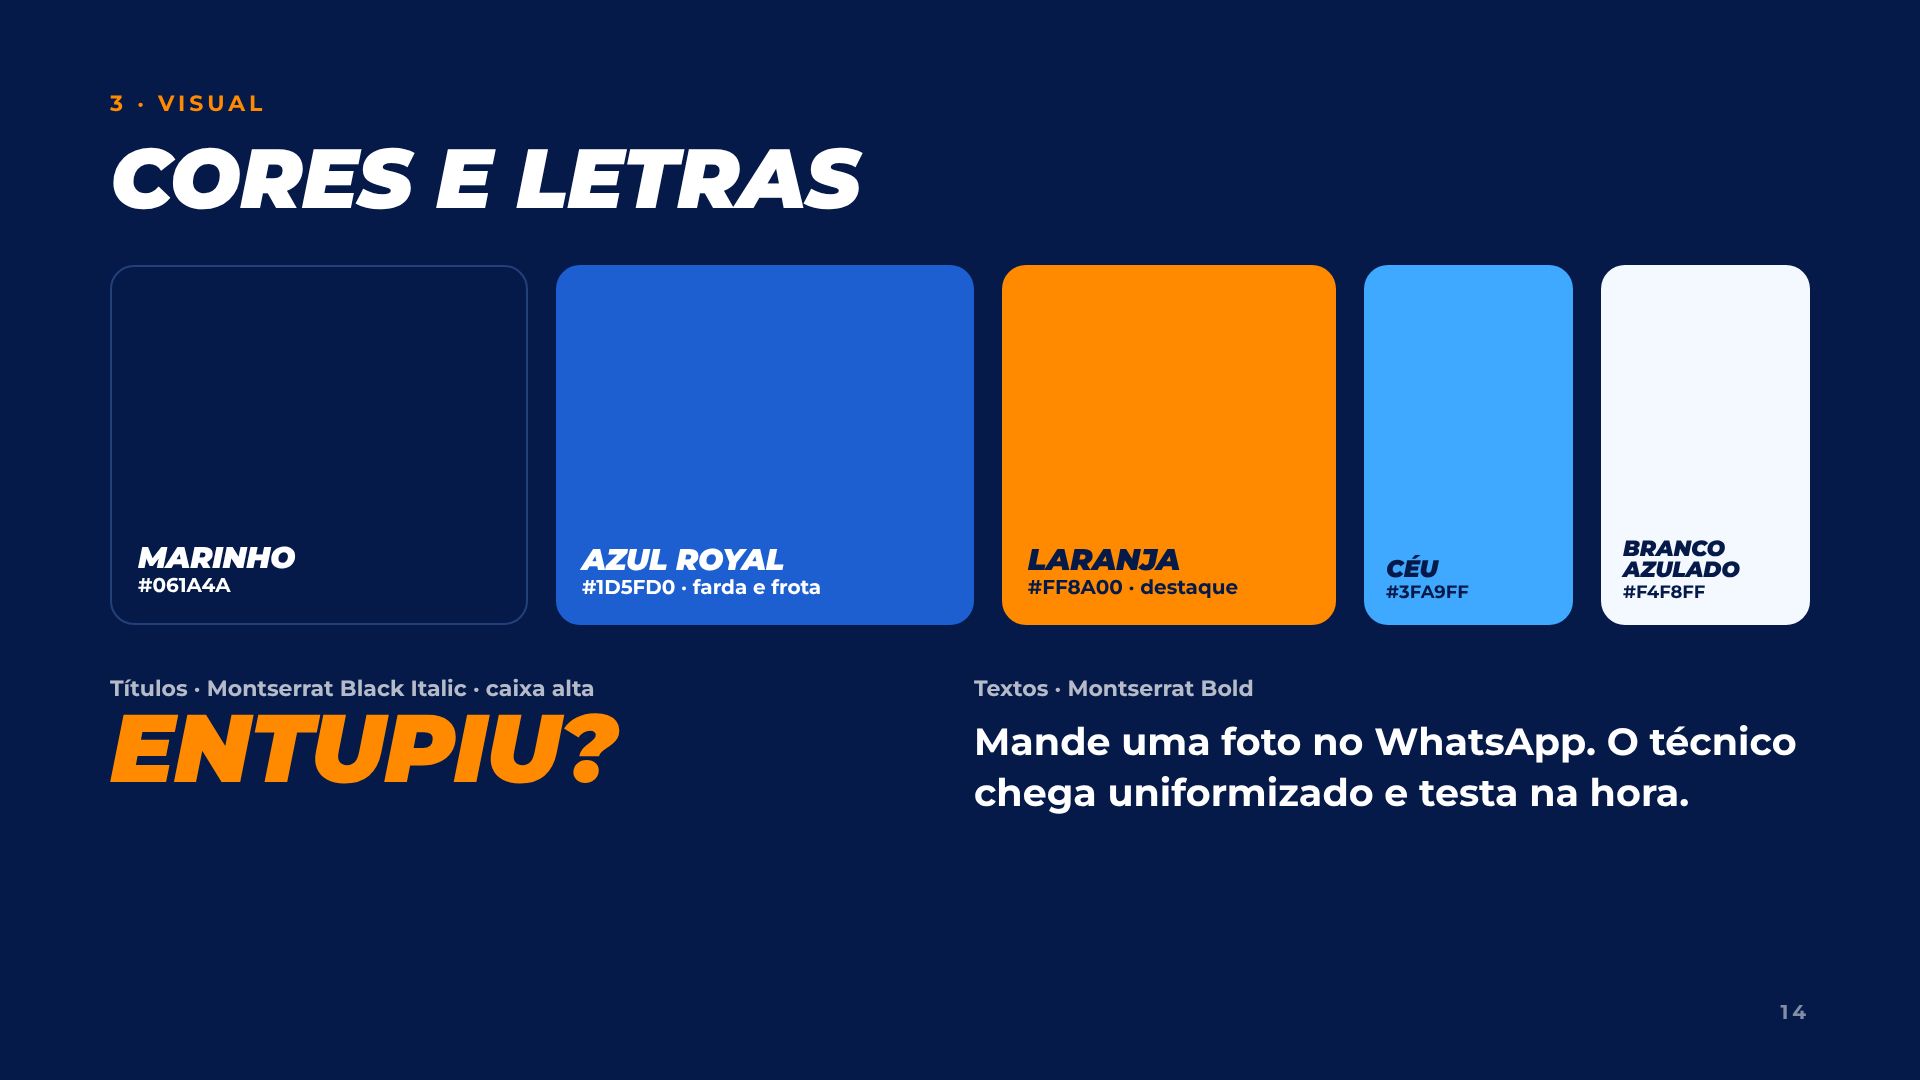 3 · VISUAL
CORES E LETRAS
MARINHO
#061A4A
AZUL ROYAL
#1D5FD0 · farda e frota
LARANJA
#FF8A00 · destaque
CÉU
#3FA9FF
BRANCO
AZULADO
#F4F8FF
Títulos · Montserrat Black Italic · caixa alta
ENTUPIU?
Textos · Montserrat Bold
Mande uma foto no WhatsApp. O técnico
chega uniformizado e testa na hora.
14